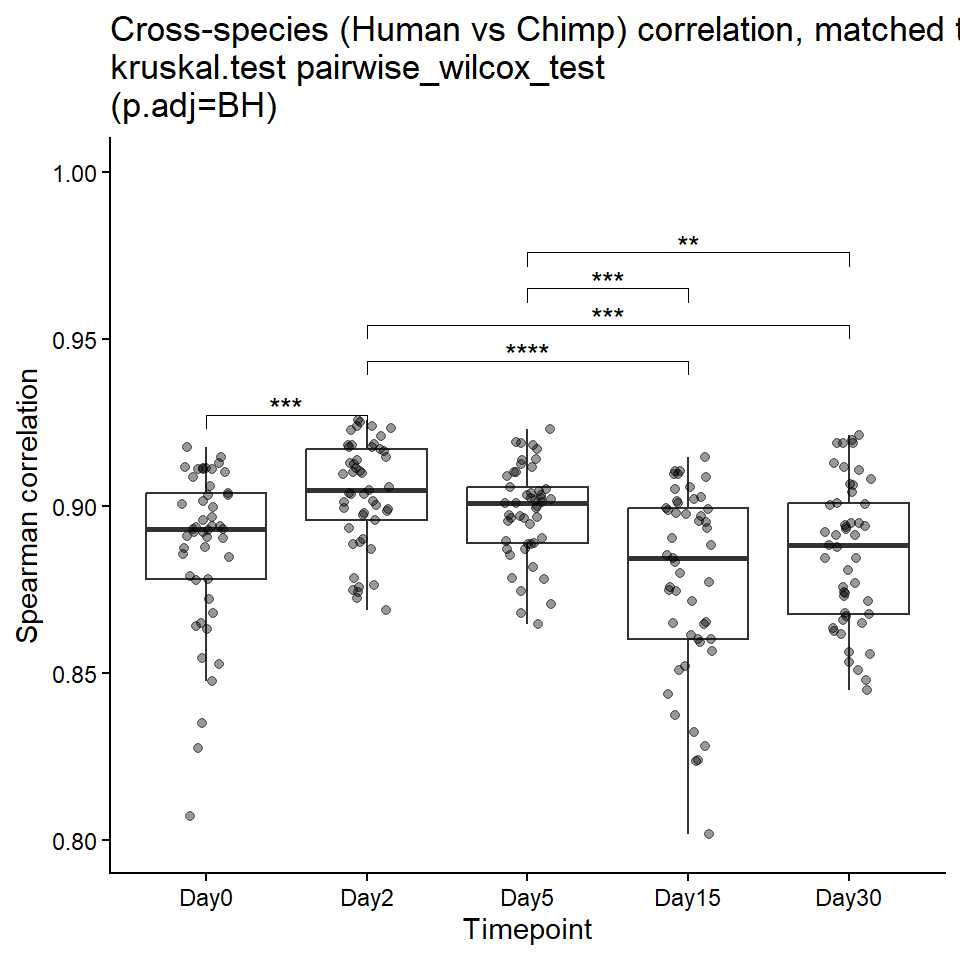 Cross-species (Human vs Chimp) correlation, matched t
kruskal.test pairwise_wilcox_test
(p.adj=BH)
1.00
**
***
***
0.95
****
***
0.90
0.85
0.80
Spearman correlation
Day0 Day2 Day5 Day15 Day30
Timepoint